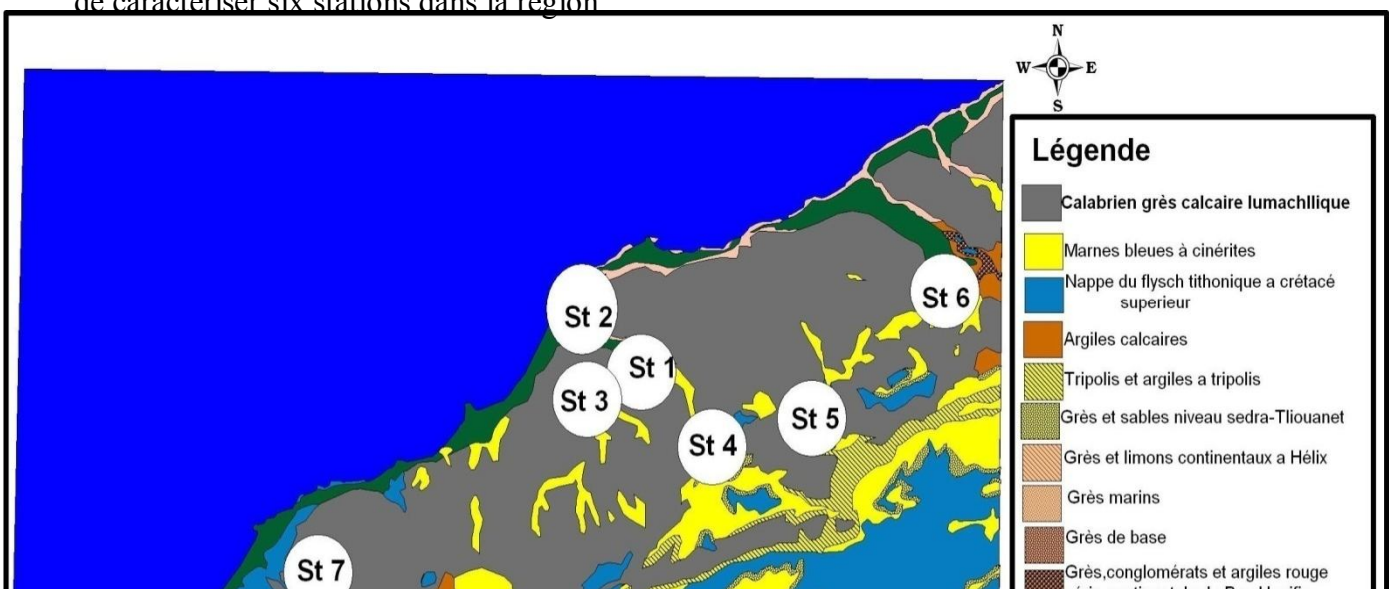 de caractériser six stations dans la région
N
W E
S
Légende
Calabrien grès calcaire lumachllique
Marnes bleues à cinérites
Nappe du flysch tithonique a crétacé
superieur
Argiles calcaires
Tripolis et argiles a tripolis
Grès et sables niveau sedra-Tliouanet
Grès et limons continentaux a Hélix
Grès marins
Grès de base
Grès,conglomérats et argiles rouge
St 2
St 6
St 1
St 3
St 5
St 4
St 7